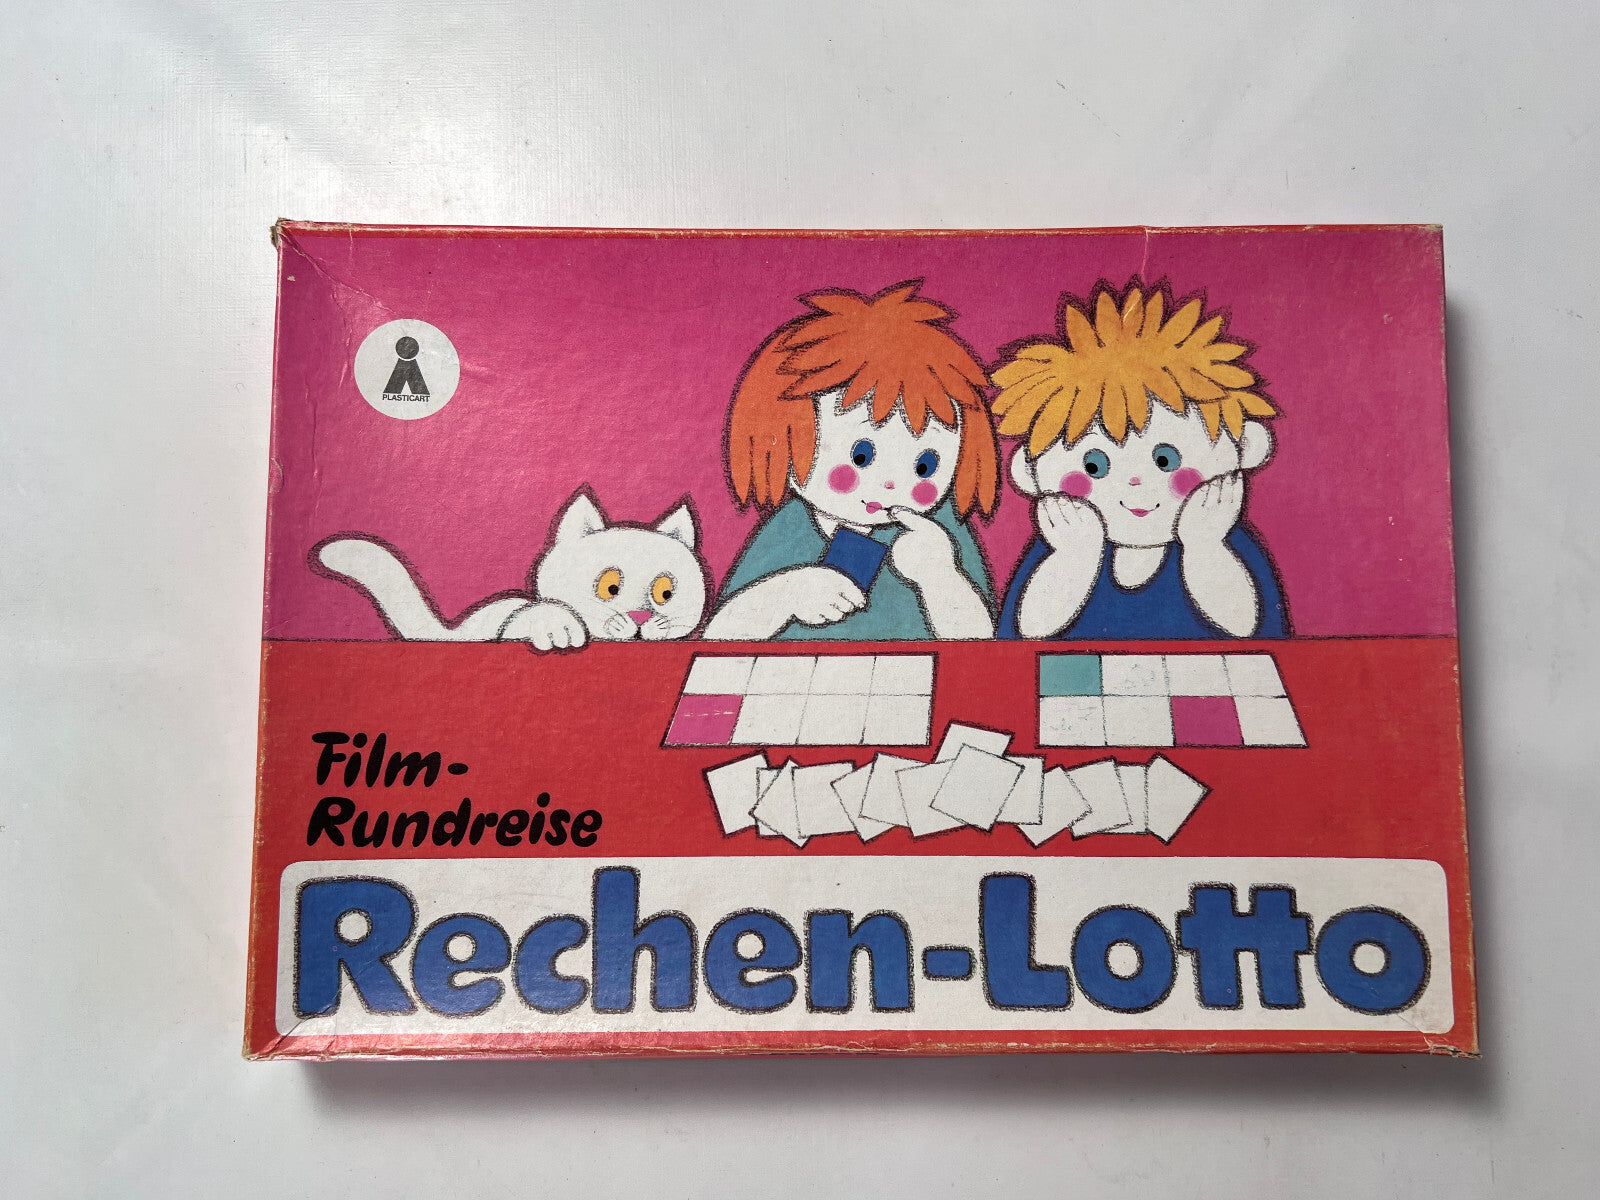 PLASTICART
Film-
Rundreise
Rechen-Lotto